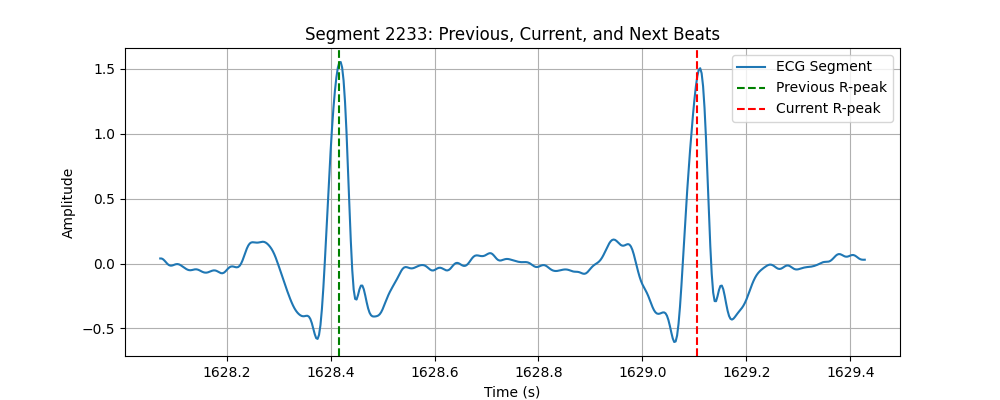 Segment 2233: Previous, Current, and Next Beats
ECG Segment
Previous R-peak
Current R-peak
Amplitude
1.5
1.0
0.5
0.0
−0.5
1628.2 1628.4 1628.6 1628.8 1629.0 1629.2 1629.4
Time (s)